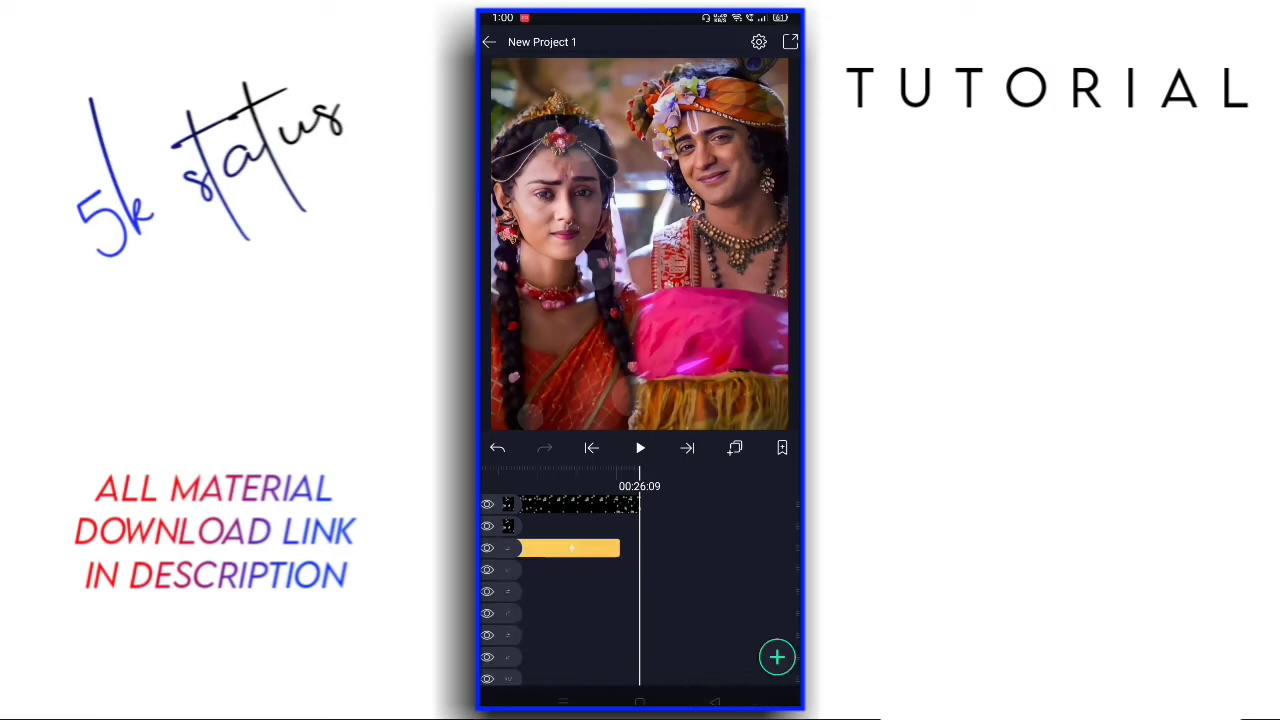 1:00
New Project 1
TUTORIAL
5k status
00:26:09
ALL MATERIAL
DOWNLOAD LINK
IN DESCRIPTION